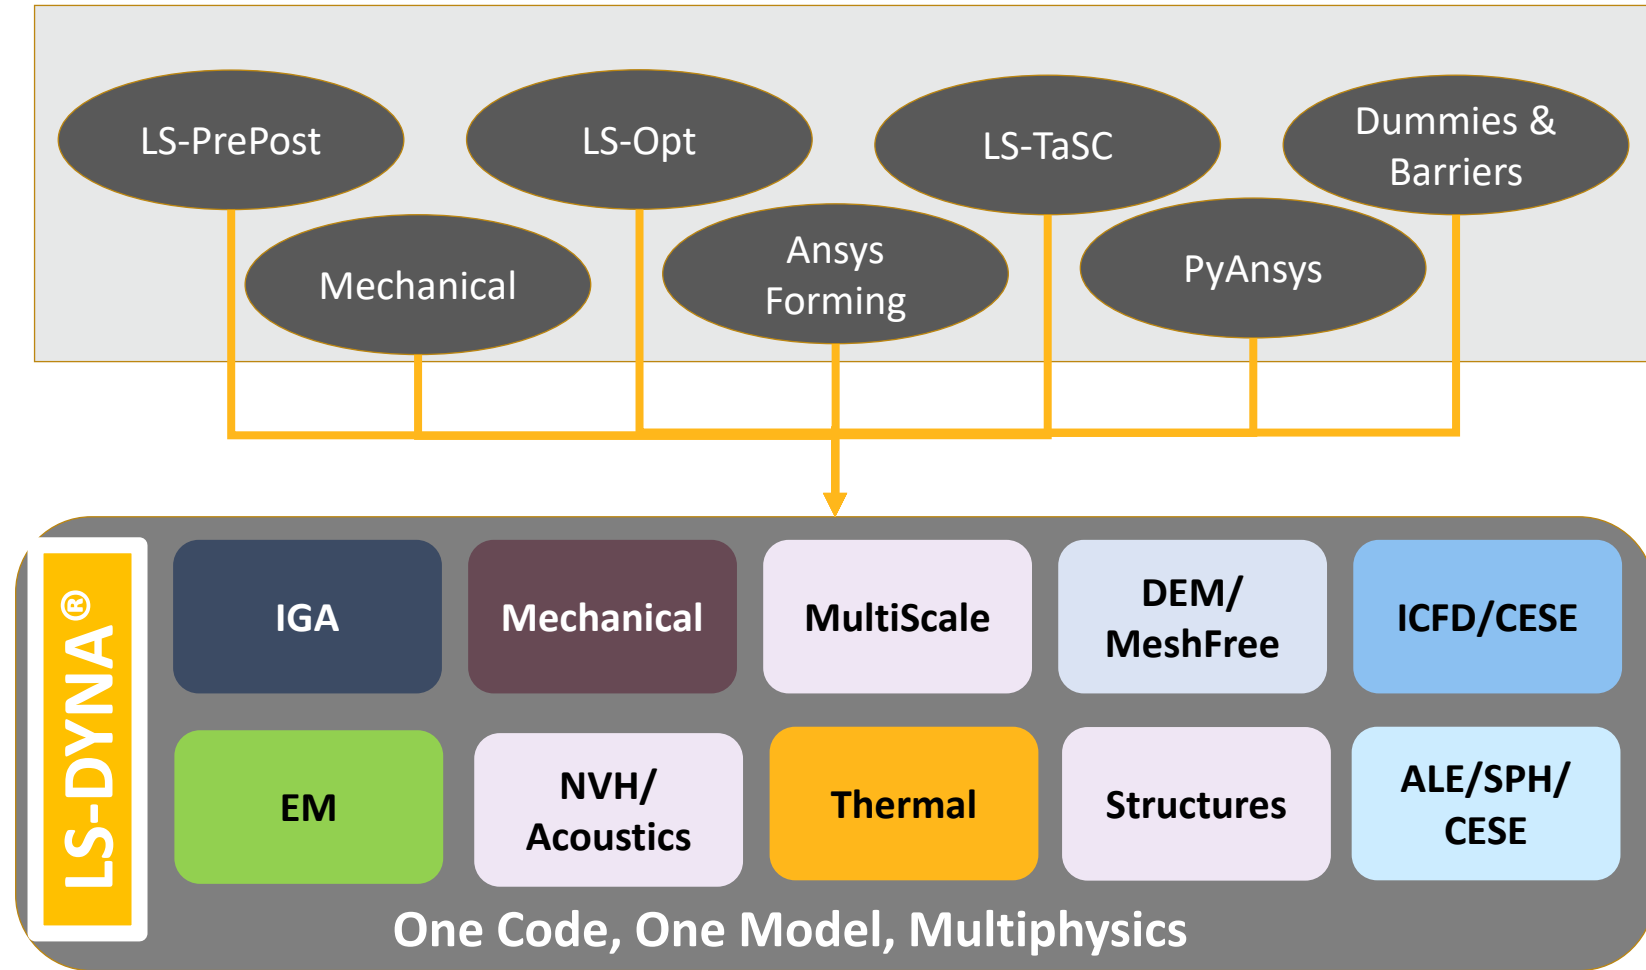 LS-PrePost
LS-Opt
LS-TaSC
Dummies &
Barriers
Mechanical
Ansys
Forming
PyAnsys
LS-DYNA®
IGA
Mechanical
MultiScale
DEM/
MeshFree
ICFD/CESE
EM
NVH/
Acoustics
Thermal
Structures
ALE/SPH/
CESE
One Code, One Model, Multiphysics